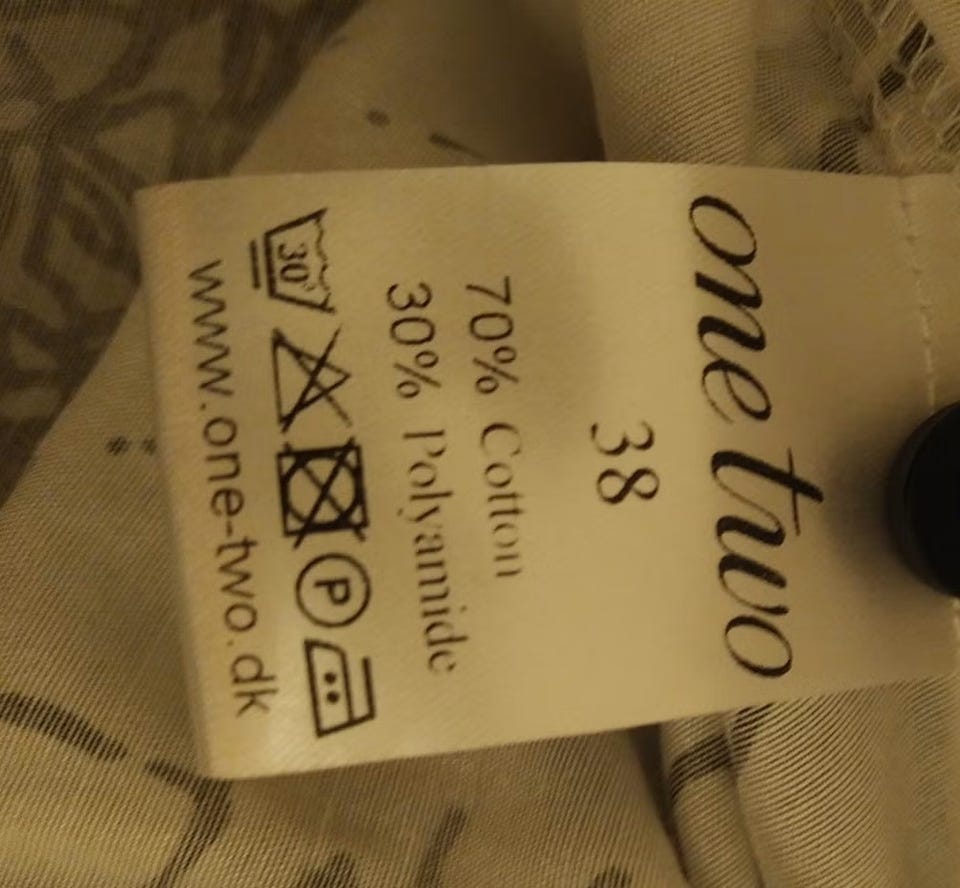 one two
38
70% Cotton
30% Polyamide
30°
P
www.one-two.dk